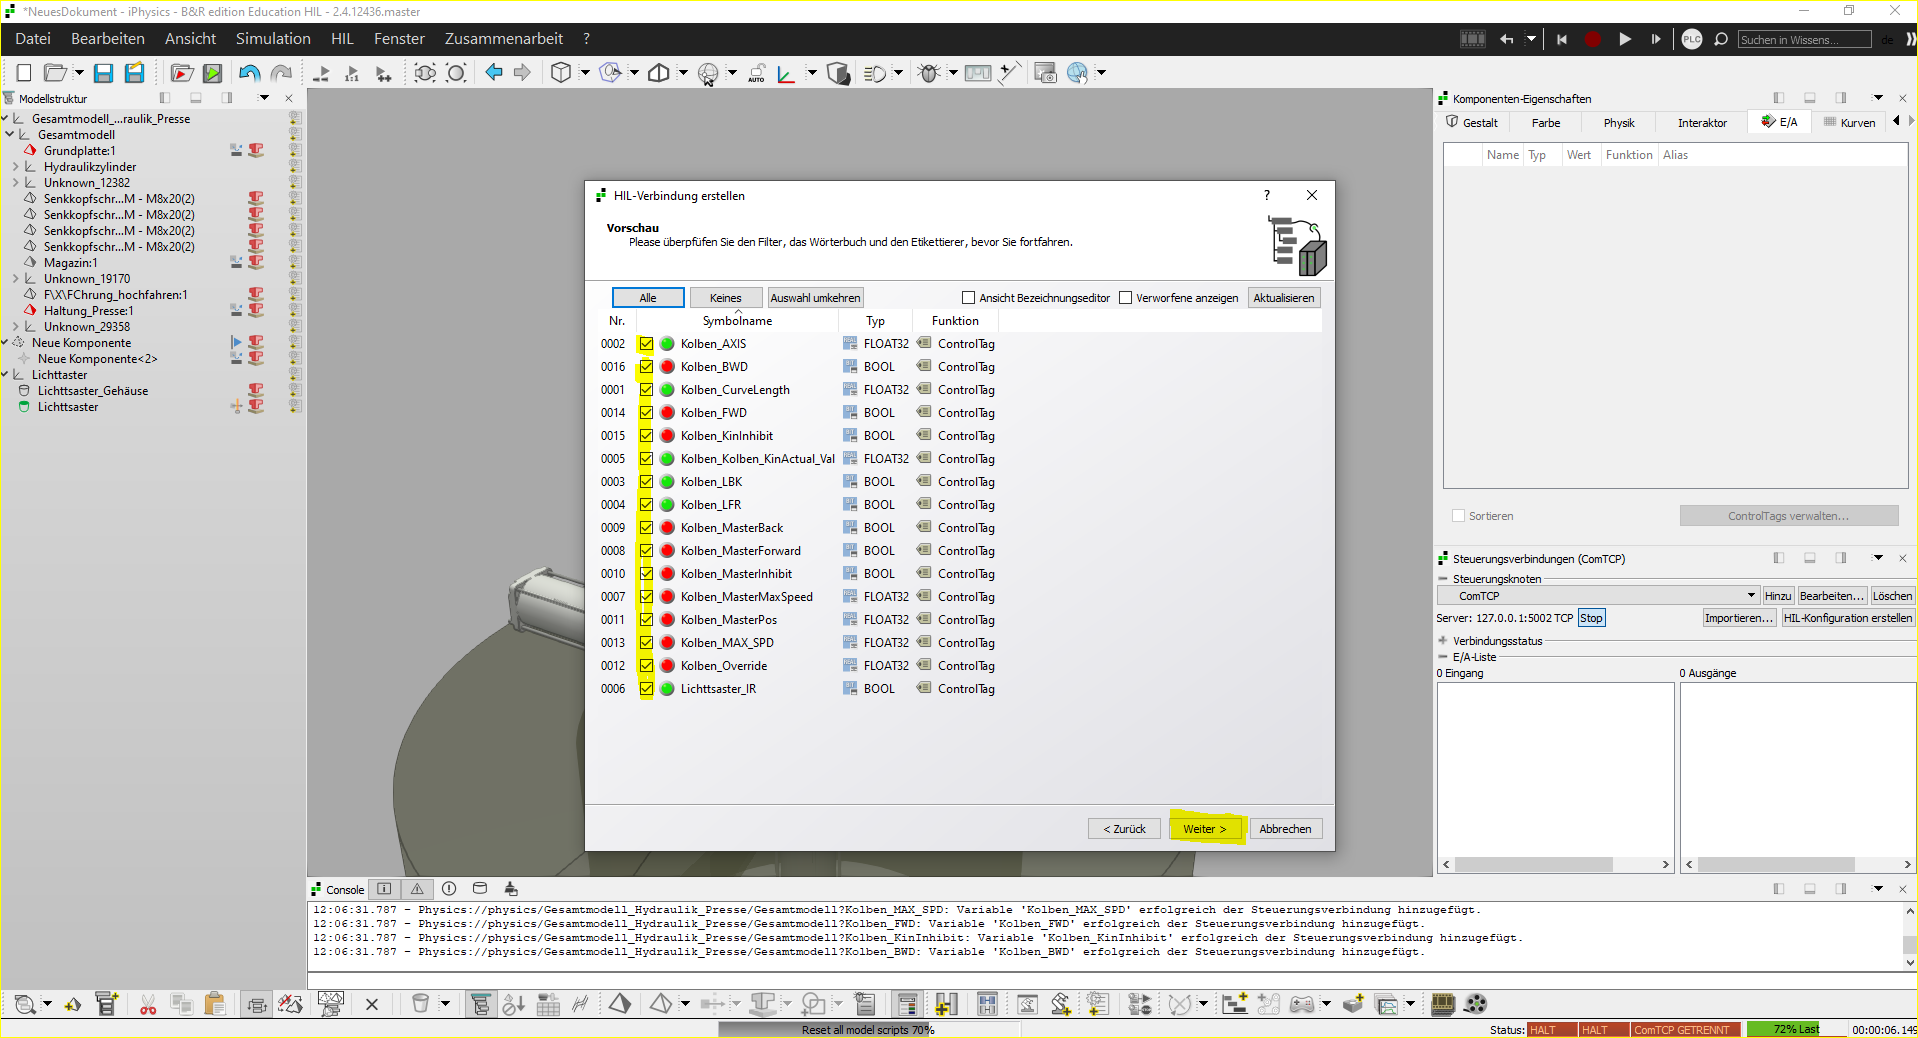 *NeuesDokument - iPhysics - B&R edition Education HIL - 2.4.12436.master
Datei Bearbeiten Ansicht Simulation HIL Fenster Zusammenarbeit ?
PLC Suchen in Wissens... de
1:1 AUTO
Modellstruktur
Gesamtmodell_...raulik_Presse
Gesamtmodell
Grundplatte:1
Hydraulikzylinder
Unknown_12382
Senkkopfschr...M - M8x20(2)
Senkkopfschr...M - M8x20(2)
Senkkopfschr...M - M8x20(2)
Senkkopfschr...M - M8x20(2)
Magazin:1
Unknown_19170
F\X\FChrung_hochfahren:1
Haltung_Presse:1
Unknown_29358
Neue Komponente
Neue Komponente<2>
Lichttaster
Lichttsaster_Gehäuse
Lichttsaster
HIL-Verbindung erstellen
?
Vorschau
Please überpfüfen Sie den Filter, das Wörterbuch und den Etikettierer, bevor Sie fortfahren.
Alle Keines Auswahl umkehren Ansicht Bezeichnungseditor Verworfene anzeigen Aktualisieren
Nr. Symbolname Typ Funktion
0002 Kolben_AXIS FLOAT32 ControlTag
0016 Kolben_BWD BOOL ControlTag
0001 Kolben_CurveLength FLOAT32 ControlTag
0014 Kolben_FWD BOOL ControlTag
0015 Kolben_KinInhibit BOOL ControlTag
0005 Kolben_Kolben_KinActual_Val FLOAT32 ControlTag
0003 Kolben_LBK BOOL ControlTag
0004 Kolben_LFR BOOL ControlTag
0009 Kolben_MasterBack BOOL ControlTag
0008 Kolben_MasterForward BOOL ControlTag
0010 Kolben_MasterInhibit BOOL ControlTag
0007 Kolben_MasterMaxSpeed FLOAT32 ControlTag
0011 Kolben_MasterPos FLOAT32 ControlTag
0013 Kolben_MAX_SPD FLOAT32 ControlTag
0012 Kolben_Override FLOAT32 ControlTag
0006 Lichttsaster_IR BOOL ControlTag
< Zurück Weiter > Abbrechen
Komponenten-Eigenschaften
Gestalt Farbe Physik Interaktor E/A Kurven
Name Typ Wert Funktion Alias
Sortieren ControlTags verwalten...
Steuerungsverbindungen (ComTCP)
Steuerungsknoten
ComTCP Hinzu Bearbeiten... Löschen
Server: 127.0.0.1:5002 TCP Stop Importieren... HIL-Konfiguration erstellen
Verbindungsstatus
E/A-Liste
0 Eingang 0 Ausgänge
Console
12:06:31.787 - Physics://physics/Gesamtmodell_Hydraulik_Presse/Gesamtmodell?Kolben_MAX_SPD: Variable 'Kolben_MAX_SPD' erfolgreich der Steuerungsverbindung hinzugefügt.
12:06:31.787 - Physics://physics/Gesamtmodell_Hydraulik_Presse/Gesamtmodell?Kolben_FWD: Variable 'Kolben_FWD' erfolgreich der Steuerungsverbindung hinzugefügt.
12:06:31.787 - Physics://physics/Gesamtmodell_Hydraulik_Presse/Gesamtmodell?Kolben_KinInhibit: Variable 'Kolben_KinInhibit' erfolgreich der Steuerungsverbindung hinzugefügt.
12:06:31.787 - Physics://physics/Gesamtmodell_Hydraulik_Presse/Gesamtmodell?Kolben_BWD: Variable 'Kolben_BWD' erfolgreich der Steuerungsverbindung hinzugefügt.
Reset all model scripts 70%
Status: HALT HALT ComTCP GETRENNT 72% Last 00:00:06.149